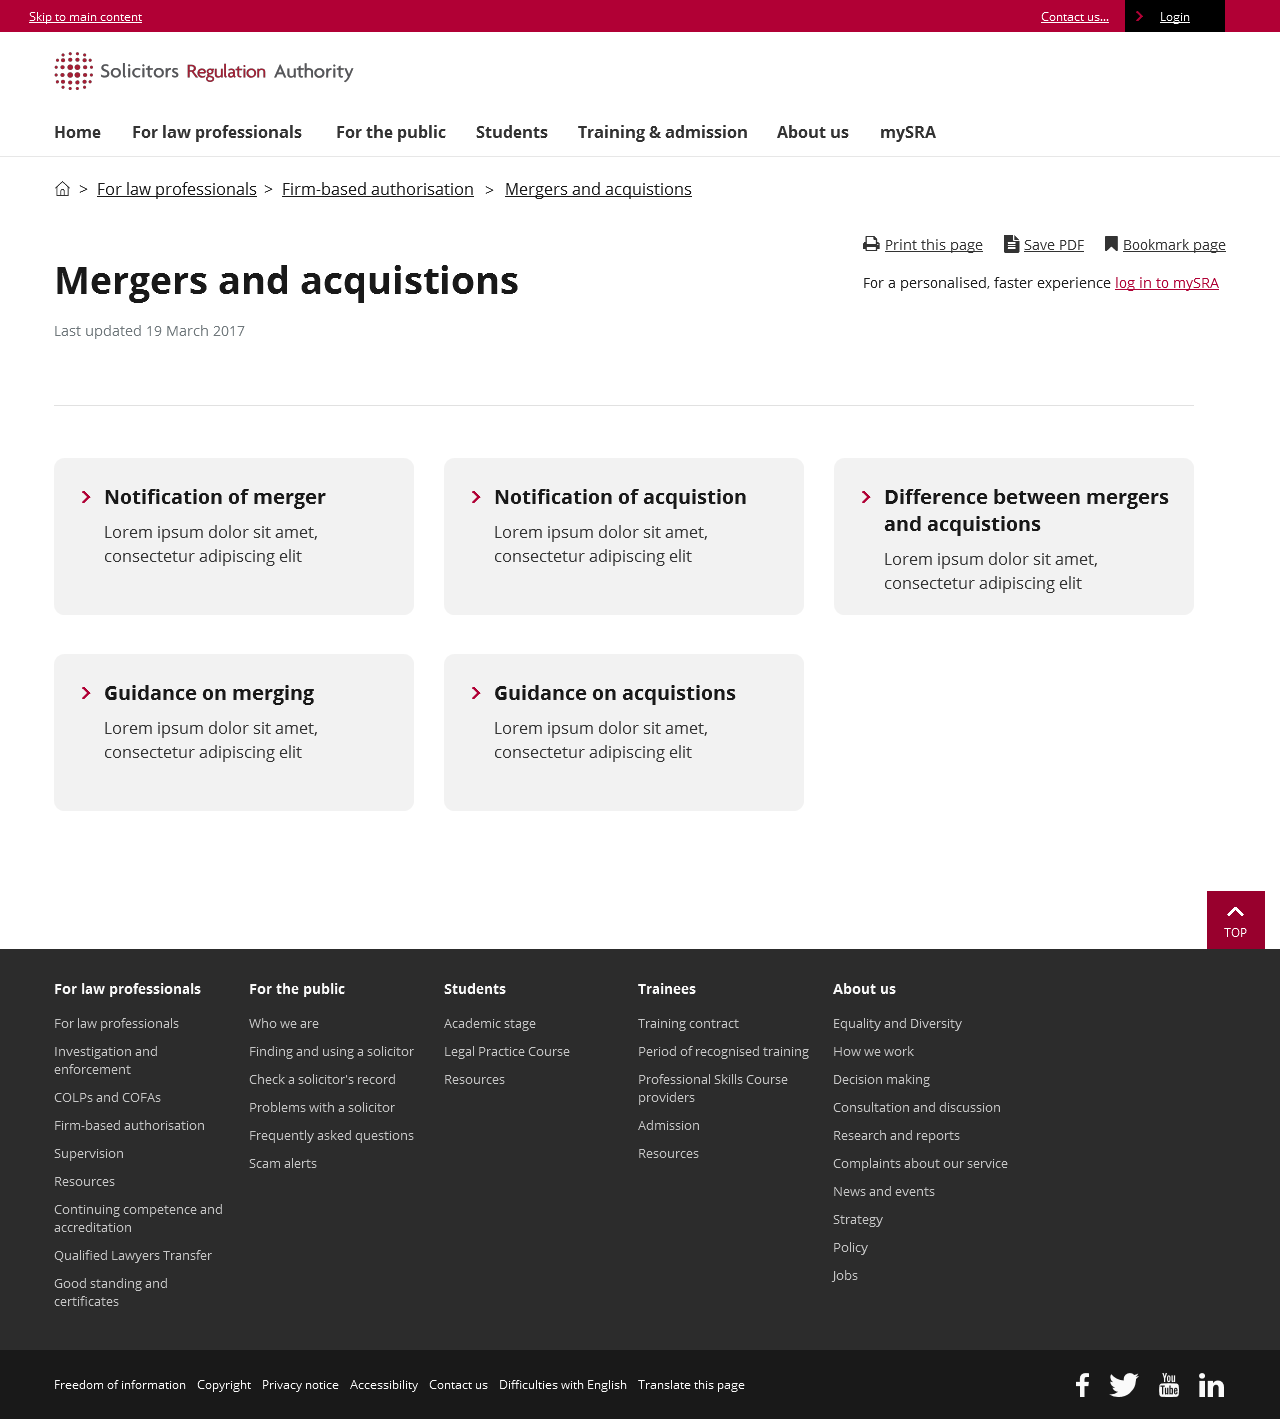 Skip to main content
Contact us...
Login
Solicitors Regulation Authority
Home For law professionals For the public Students Training & admission About us mySRA
> For law professionals > Firm-based authorisation > Mergers and acquistions
Print this page Save PDF Bookmark page
Mergers and acquistions
For a personalised, faster experience log in to mySRA
Last updated 19 March 2017
Notification of merger
Lorem ipsum dolor sit amet,
consectetur adipiscing elit
Notification of acquistion
Lorem ipsum dolor sit amet,
consectetur adipiscing elit
Difference between mergers
and acquistions
Lorem ipsum dolor sit amet,
consectetur adipiscing elit
Guidance on merging
Lorem ipsum dolor sit amet,
consectetur adipiscing elit
Guidance on acquistions
Lorem ipsum dolor sit amet,
consectetur adipiscing elit
TOP
For law professionals
For law professionals
Investigation and
enforcement
COLPs and COFAs
Firm-based authorisation
Supervision
Resources
Continuing competence and
accreditation
Qualified Lawyers Transfer
Good standing and
certificates
For the public
Who we are
Finding and using a solicitor
Check a solicitor's record
Problems with a solicitor
Frequently asked questions
Scam alerts
Students
Academic stage
Legal Practice Course
Resources
Trainees
Training contract
Period of recognised training
Professional Skills Course
providers
Admission
Resources
About us
Equality and Diversity
How we work
Decision making
Consultation and discussion
Research and reports
Complaints about our service
News and events
Strategy
Policy
Jobs
Freedom of information Copyright Privacy notice Accessibility Contact us Difficulties with English Translate this page
You
Tube